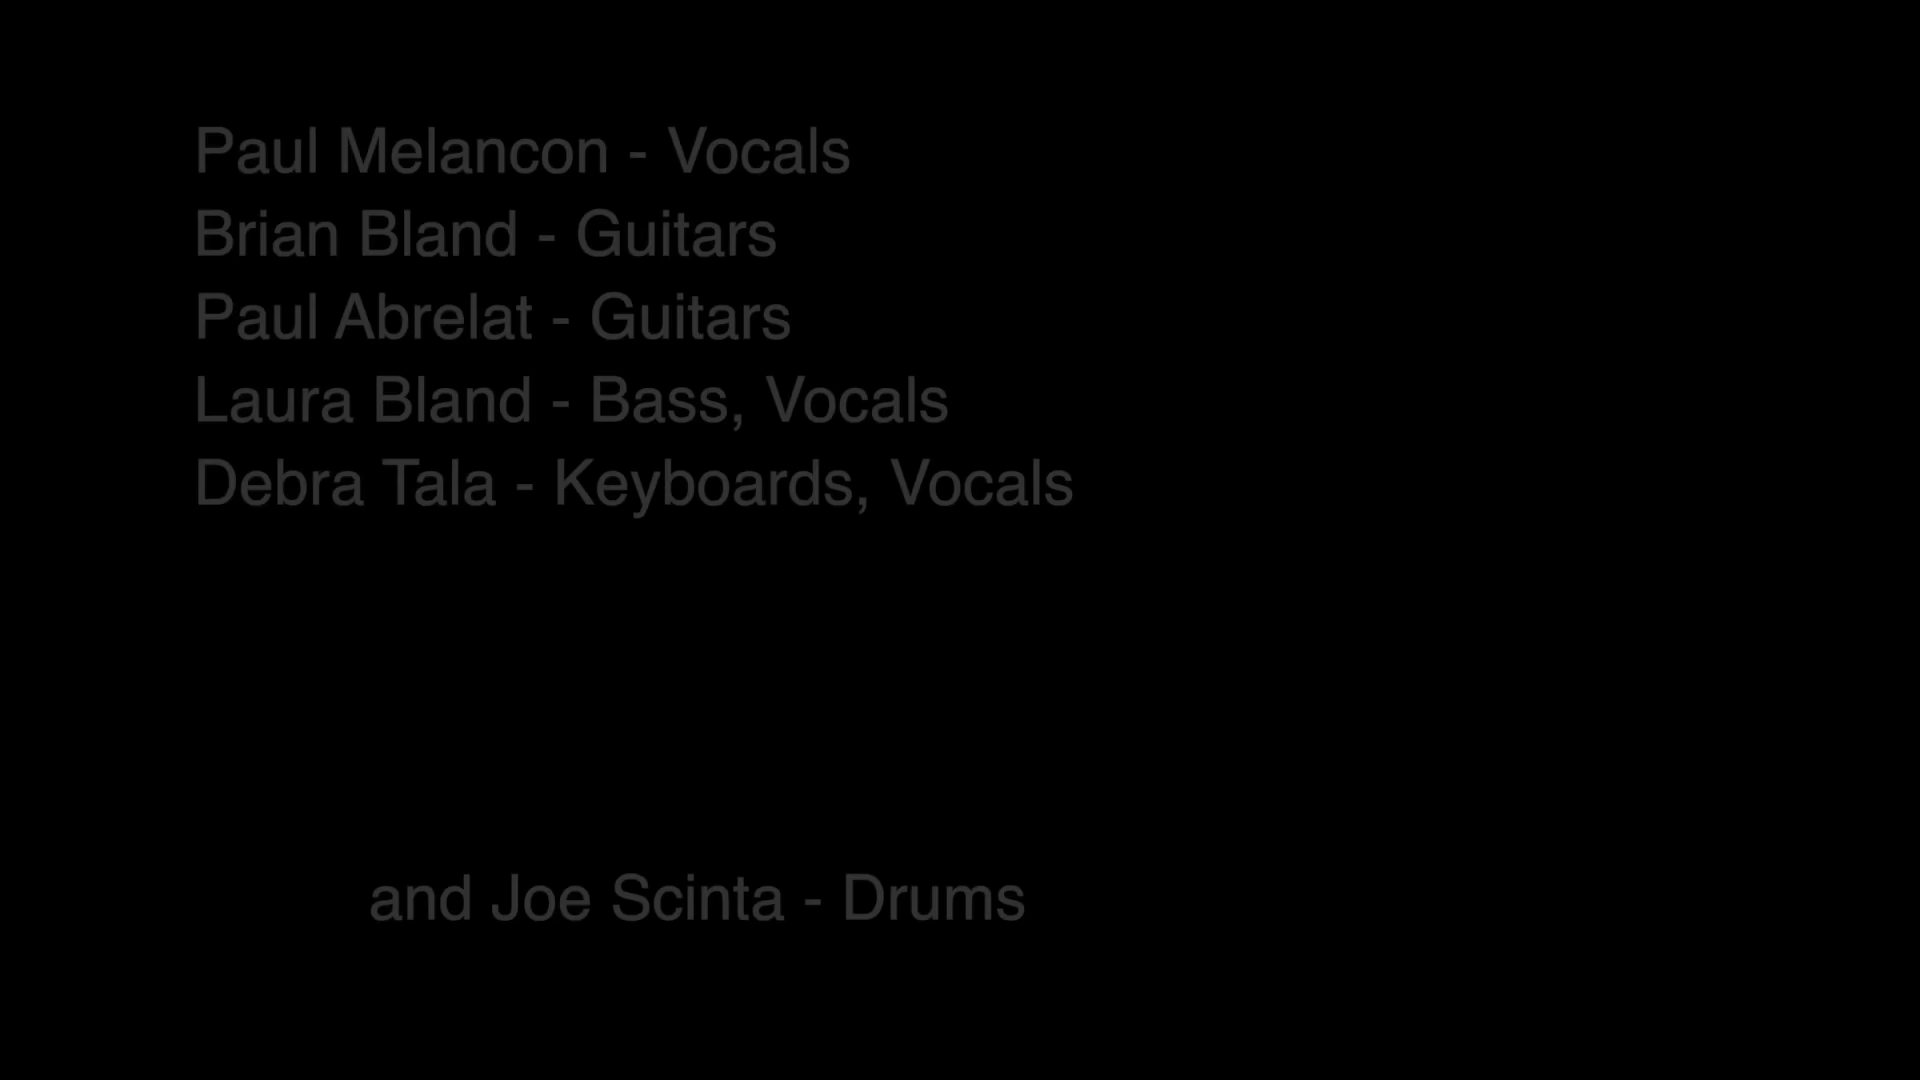 Paul Melancon - Vocals
Brian Bland - Guitars
Paul Abrelat - Guitars
Laura Bland - Bass, Vocals
Debra Tala - Keyboards, Vocals
and Joe Scinta - Drums